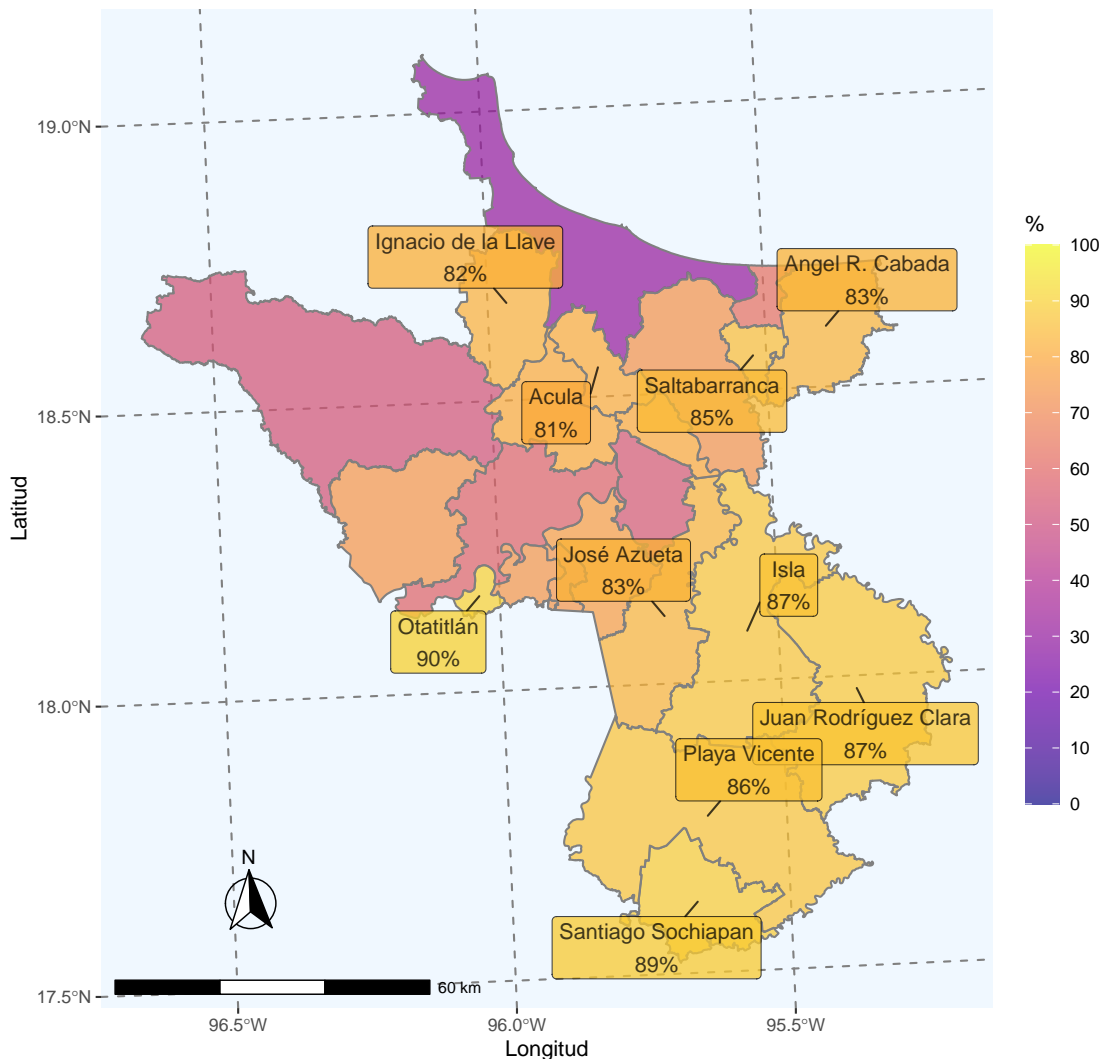 19.0°N
18.5°N
18.0°N
17.5°N
Latitud
Ignacio de la Llave
82%
Angel R. Cabada
83%
Acula
81%
Saltabarranca
85%
José Azueta
83%
Isla
87%
Otatitlán
90%
Juan Rodríguez Clara
87%
Playa Vicente
86%
Santiago Sochiapan
89%
N
60 km
96.5°W
96.0°W
95.5°W
Longitud
%
100
90
80
70
60
50
40
30
20
10
0